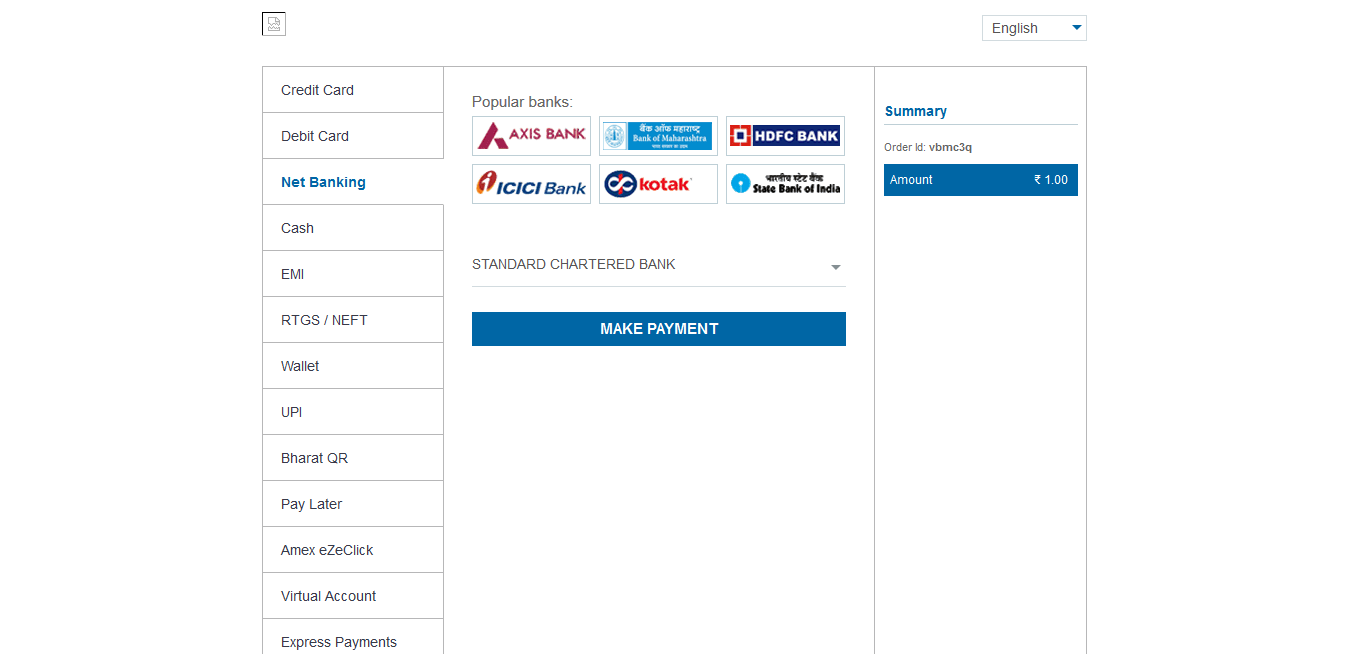 English
Credit Card
Debit Card
Net Banking
Cash
EMI
RTGS / NEFT
Wallet
UPI
Bharat QR
Pay Later
Amex eZeClick
Virtual Account
Express Payments
Popular banks:
AXIS BANK
बैंक ऑफ महाराष्ट्र
Bank of Maharashtra
HDFC BANK
ICICI Bank
kotak
भारतीय स्टेट बैंक
State Bank of India
STANDARD CHARTERED BANK
MAKE PAYMENT
Summary
Order Id: vbmc3q
Amount ₹ 1.00